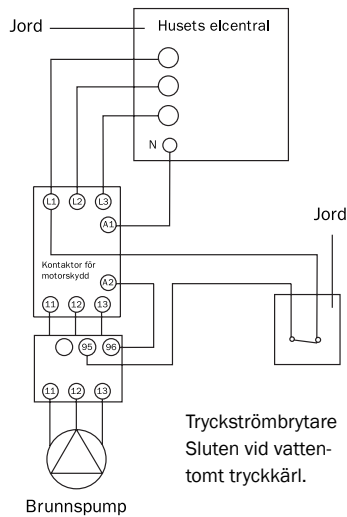 Jord
Husets elcentral
N
L1 L2 L3
A1
Jord
Kontaktor för
motorskydd
A2
11 12 13
95 96
11 12 13
Tryckströmbrytare
Sluten vid vatten-
tomt tryckkärl.
Brunnspump